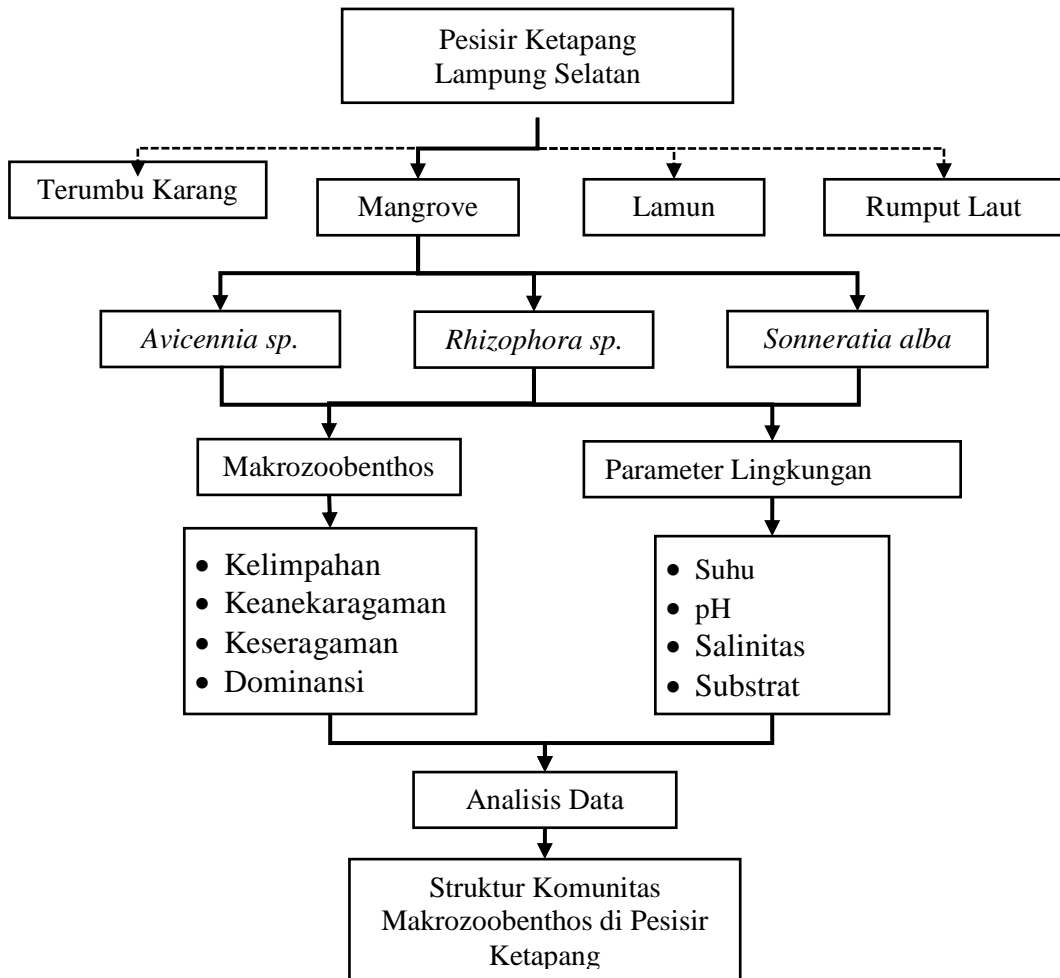 Pesisir Ketapang
Lampung Selatan
Terumbu Karang
Mangrove
Lamun
Rumput Laut
Avicennia sp.
Rhizophora sp.
Sonneratia alba
Makrozoobenthos
Parameter Lingkungan
• Kelimpahan
• Keanekaragaman
• Keseragaman
• Dominansi
• Suhu
• pH
• Salinitas
• Substrat
Analisis Data
Struktur Komunitas
Makrozoobenthos di Pesisir
Ketapang